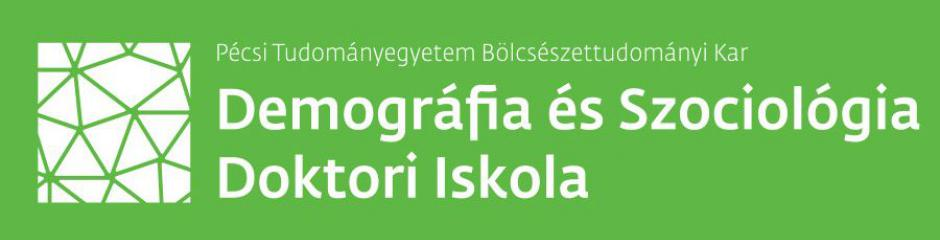 Pécsi Tudományegyetem Bölcsészettudományi Kar
Demográfia és Szociológia
Doktori Iskola